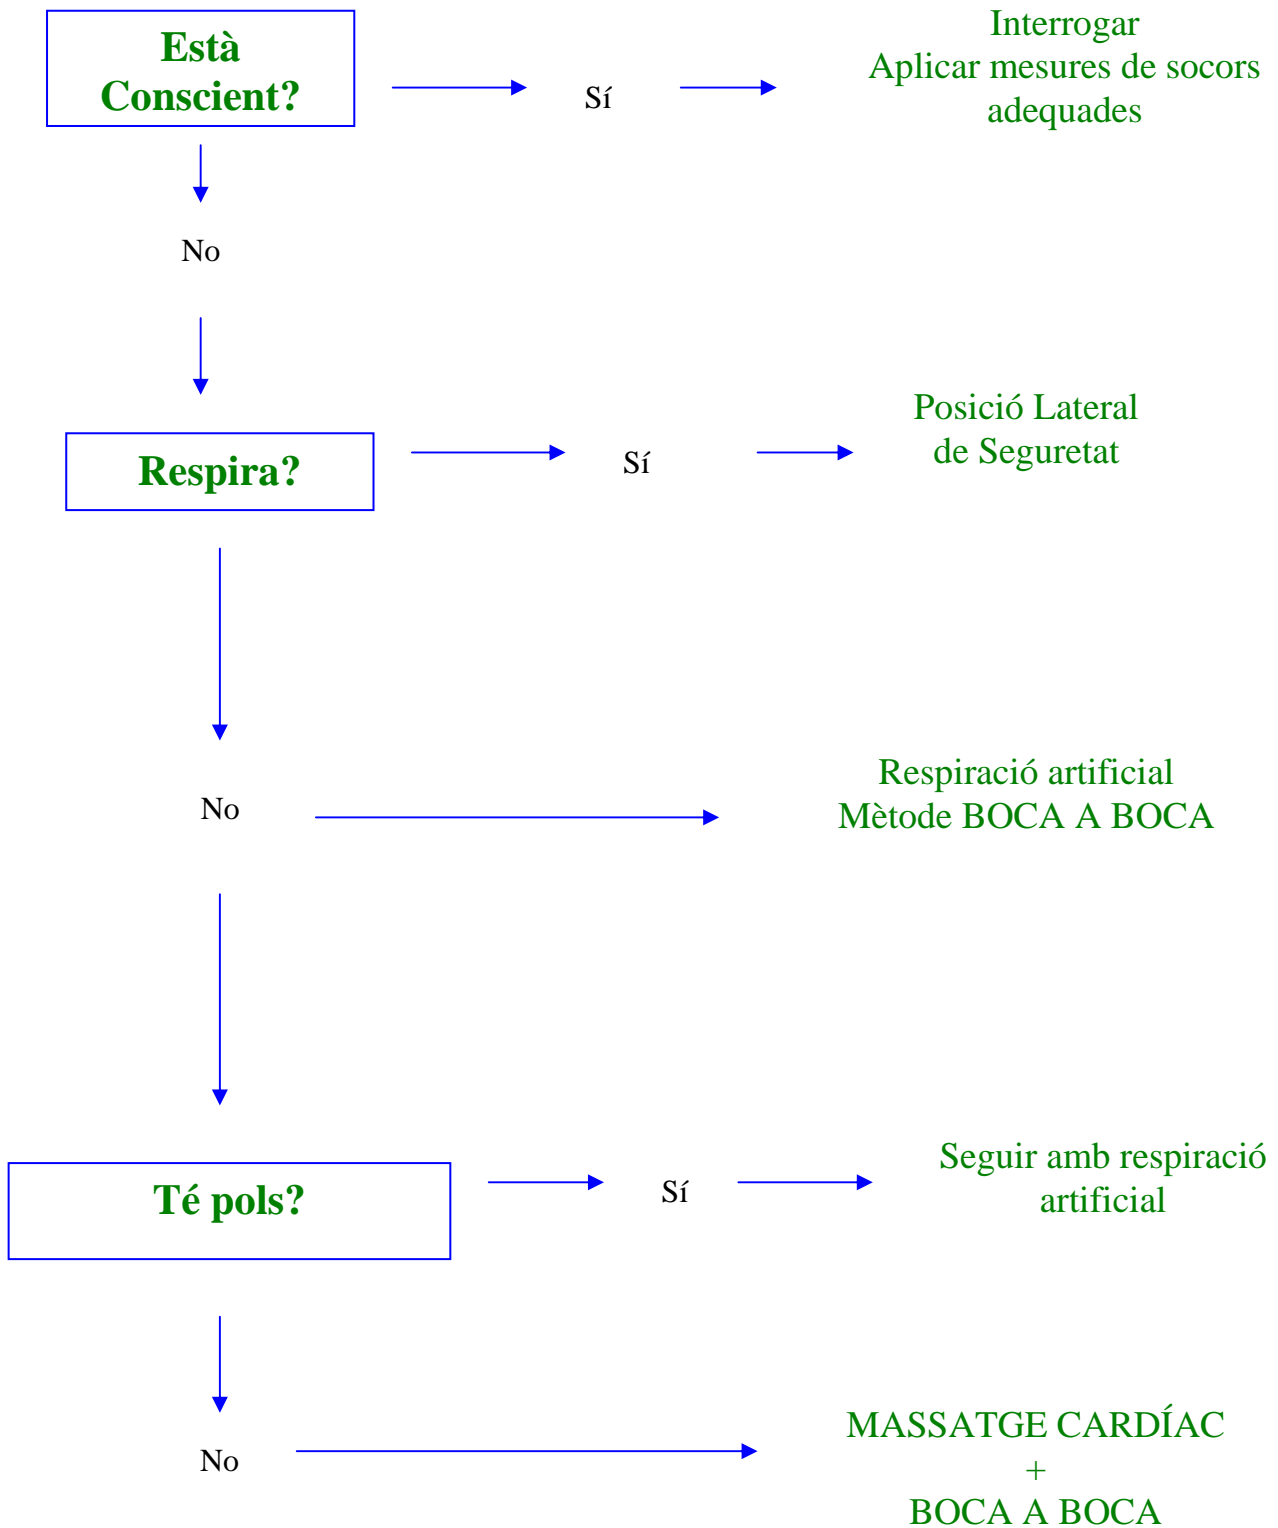 Està
Conscient?
Sí
Interrogar
Aplicar mesures de socors
adequades
No
Respira?
Sí
Posició Lateral
de Seguretat
No
Respiració artificial
Mètode BOCA A BOCA
Té pols?
Sí
Seguir amb respiració
artificial
No
MASSATGE CARDÍAC
+
BOCA A BOCA